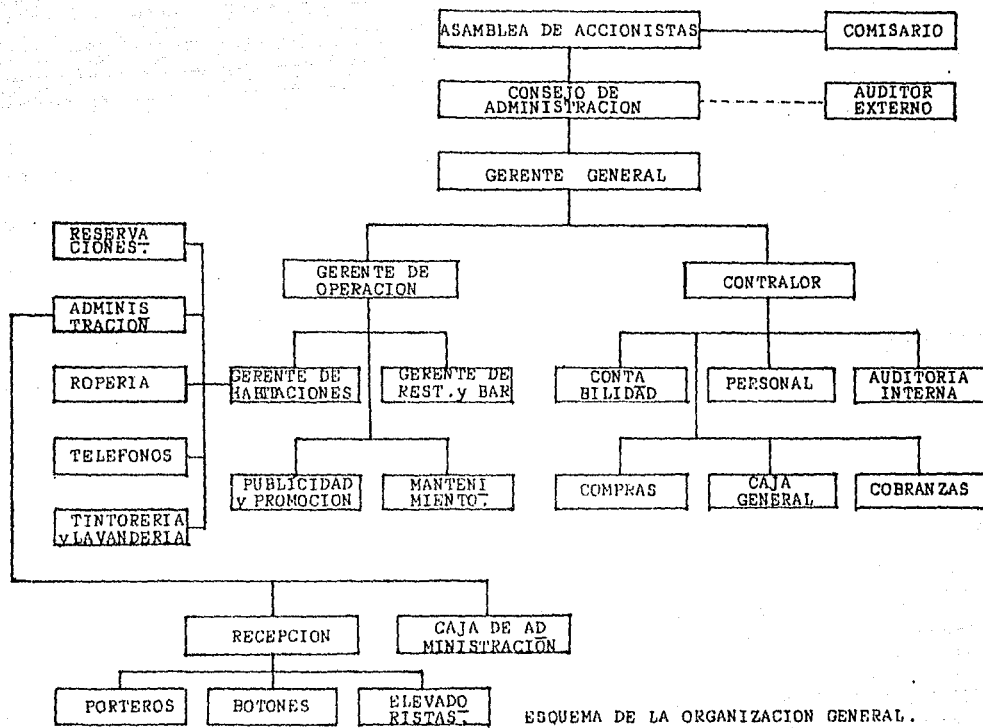 ASAMBLEA DE ACCIONISTAS
COMISARIO
CONSEJO DE
ADMINISTRACION
AUDITOR
EXTERNO
GERENTE GENERAL
RESERVA
CIONES.
GERENTE DE
OPERACION
CONTRALOR
ADMINIS
TRACION
ROPERIA
GERENTE DE
HABITACIONES
GERENTE DE
REST. y BAR
CONTA
BILIDAD
PERSONAL
AUDITORIA
INTERNA
TELEFONOS
PUBLICIDAD
y PROMOCION
MANTENI
MIENTO.
COMPRAS
CAJA
GENERAL
COBRANZAS
TINTORERIA
y LAVANDERIA
RECEPCION
CAJA DE AD
MINISTRACIÓN
PORTEROS
BOTONES
ELEVADO
RISTAS.
ESQUEMA DE LA ORGANIZACION GENERAL.